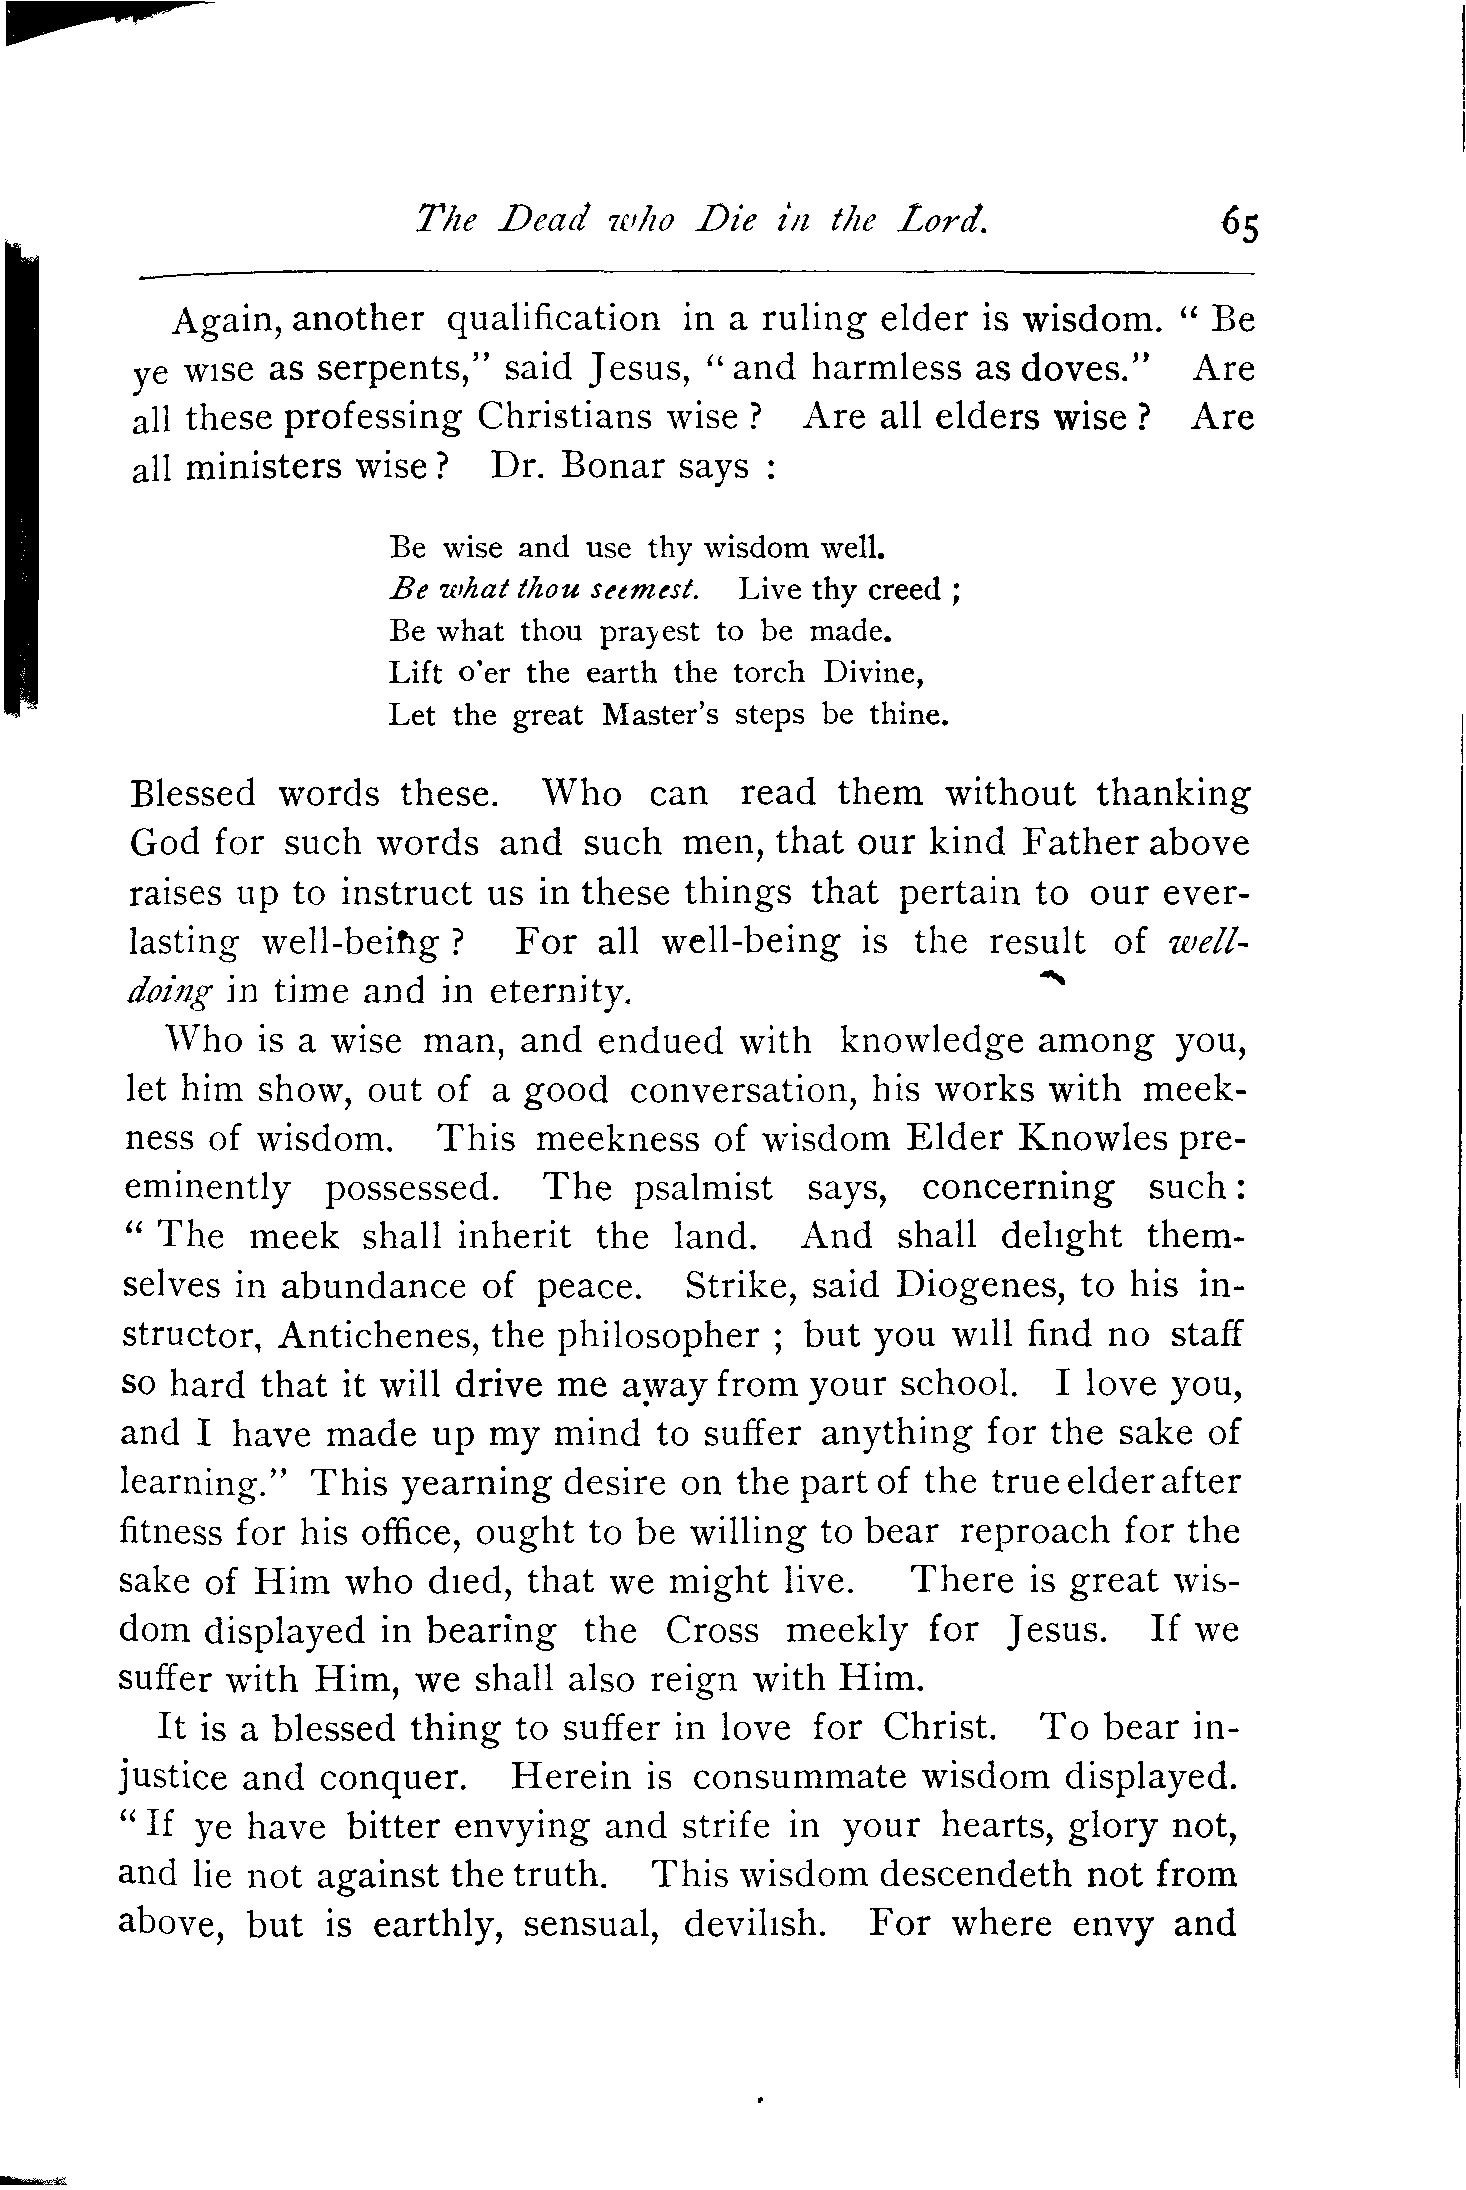 The Dead who Die in the Lord. 65
Again, another qualification in a ruling elder is wisdom. " Be
ye wise as serpents," said Jesus, " and harmless as doves." Are
all these professing Christians wise ? Are all elders wise ? Are
all ministers wise ? Dr. Bonar says :
Be wise and use thy wisdom well.
Be what thou seemest. Live thy creed ;
Be what thou prayest to be made.
Lift o'er the earth the torch Divine,
Let the great Master's steps be thine.
Blessed words these. Who can read them without thanking
God for such words and such men, that our kind Father above
raises up to instruct us in these things that pertain to our ever-
lasting well-being ? For all well-being is the result of well-
doing in time and in eternity.
Who is a wise man, and endued with knowledge among you,
let him show, out of a good conversation, his works with meek-
ness of wisdom. This meekness of wisdom Elder Knowles pre-
eminently possessed. The psalmist says, concerning such :
" The meek shall inherit the land. And shall delight them-
selves in abundance of peace. Strike, said Diogenes, to his in-
structor, Antichenes, the philosopher ; but you will find no staff
so hard that it will drive me away from your school. I love you,
and I have made up my mind to suffer anything for the sake of
learning." This yearning desire on the part of the true elder after
fitness for his office, ought to be willing to bear reproach for the
sake of Him who died, that we might live. There is great wis-
dom displayed in bearing the Cross meekly for Jesus. If we
suffer with Him, we shall also reign with Him.
It is a blessed thing to suffer in love for Christ. To bear in-
justice and conquer. Herein is consummate wisdom displayed.
" If ye have bitter envying and strife in your hearts, glory not,
and lie not against the truth. This wisdom descendeth not from
above, but is earthly, sensual, devilish. For where envy and